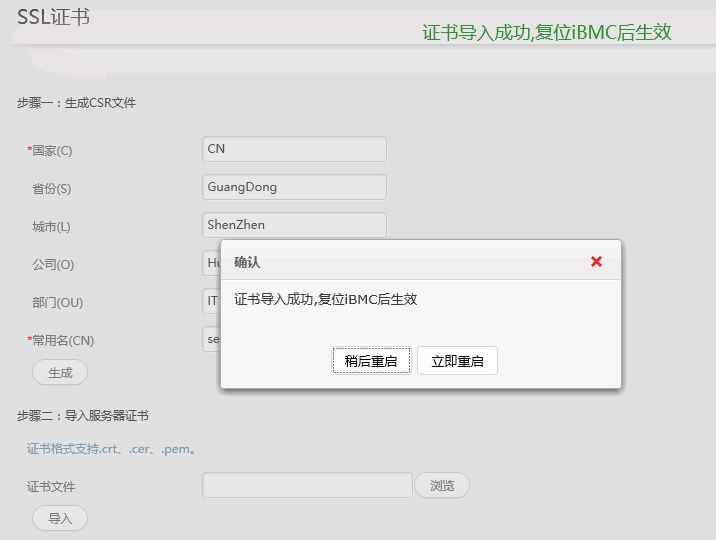 SSL证书
证书导入成功,复位iBMC后生效
步骤一：生成CSR文件
*国家(C) CN
省份(S) GuangDong
城市(L) ShenZhen
公司(O) Hu
部门(OU) IT
*常用名(CN) se
生成
确认
证书导入成功,复位iBMC后生效
稍后重启 立即重启
步骤二：导入服务器证书
证书格式支持.crt、.cer、.pem。
证书文件 浏览
导入